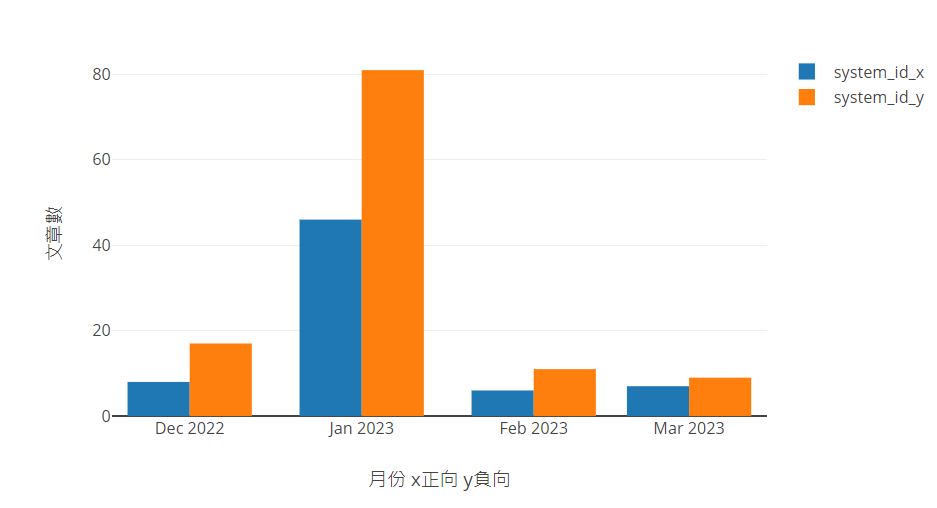 system_id_x
system_id_y
80
60
40
20
0
文章數
Dec 2022
Jan 2023
Feb 2023
Mar 2023
月份 x正向 y負向